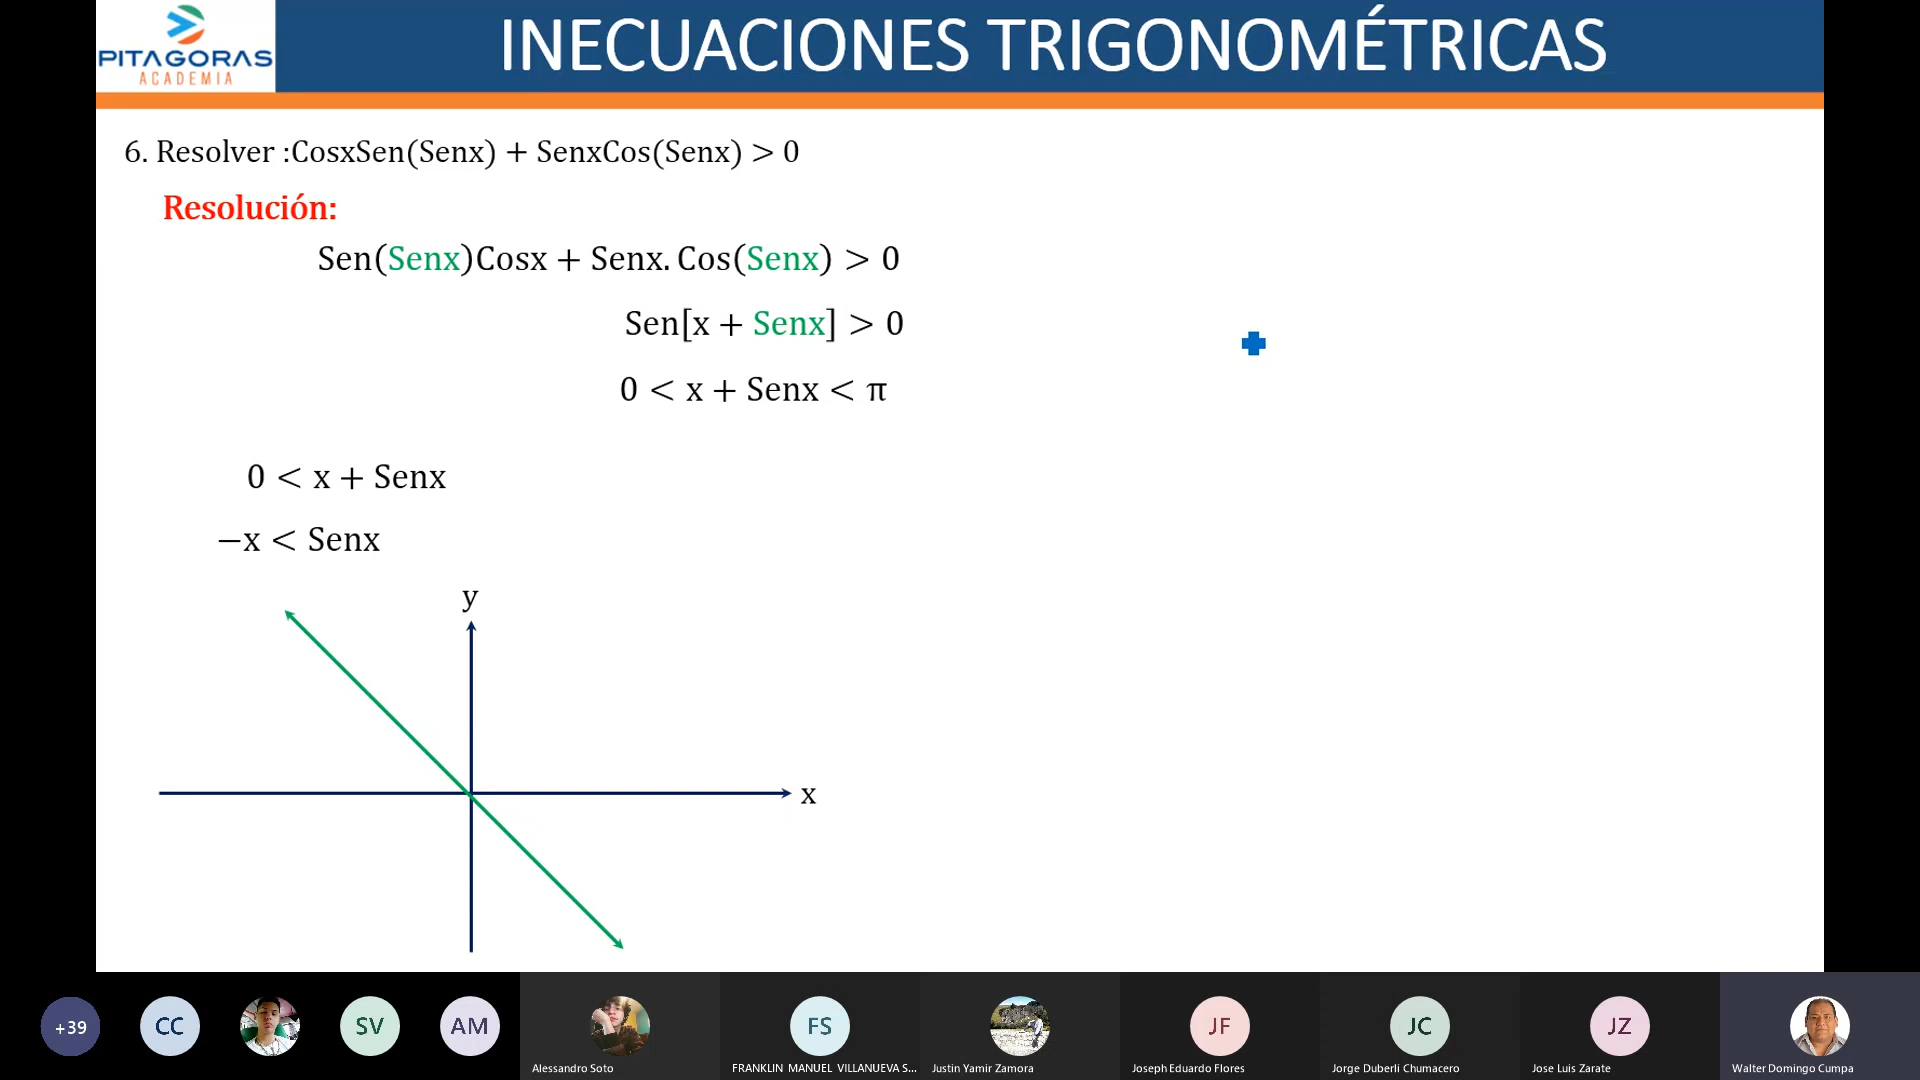 PITAGORAS
ACADEMIA
INECUACIONES TRIGONOMÉTRICAS
6. Resolver :CosxSen(Senx) + SenxCos(Senx) > 0
Resolución:
Sen(Senx)Cosx + Senx. Cos(Senx) > 0
Sen[x + Senx] > 0
0 < x + Senx < π
0 < x + Senx
−x < Senx
y
x
+39
CC
SV
AM
FS
JF
JC
JZ
Alessandro Soto
FRANKLIN MANUEL VILLANUEVA S...
Justin Yamir Zamora
Joseph Eduardo Flores
Jorge Duberli Chumacero
Jose Luis Zarate
Walter Domingo Cumpa